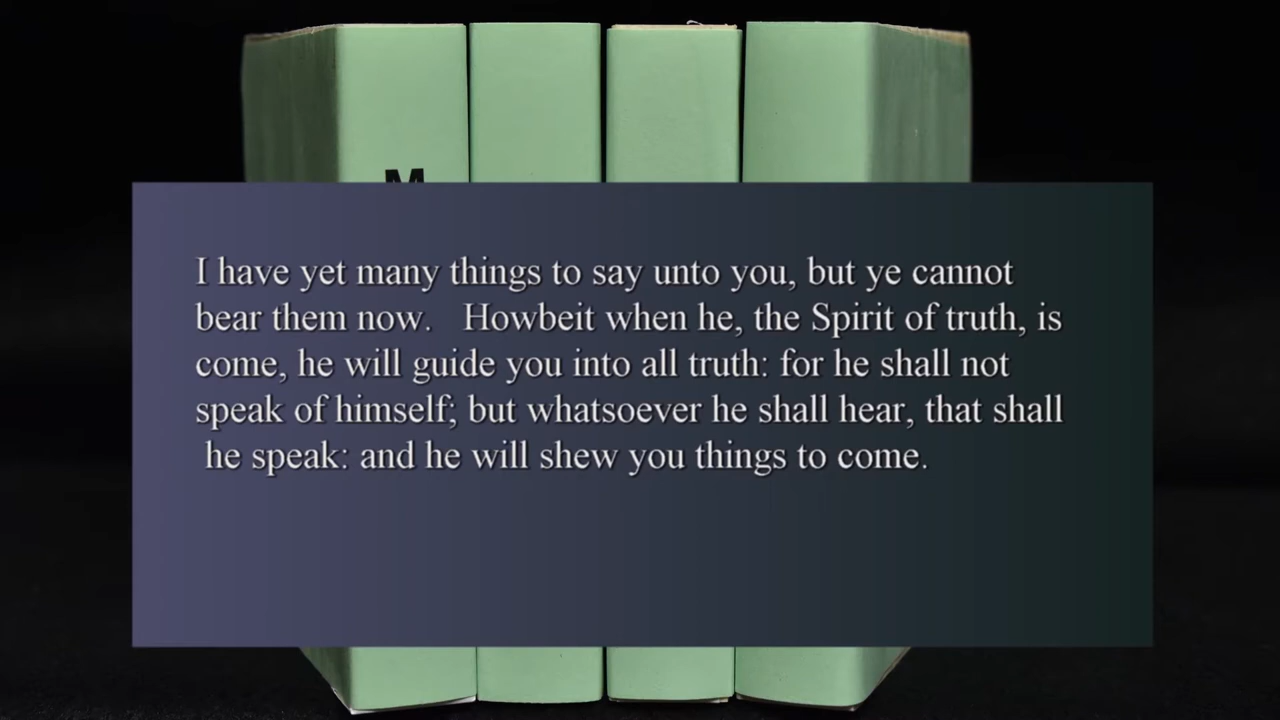 M
I have yet many things to say unto you, but ye cannot
bear them now. Howbeit when he, the Spirit of truth, is
come, he will guide you into all truth: for he shall not
speak of himself; but whatsoever he shall hear, that shall
he speak: and he will shew you things to come.